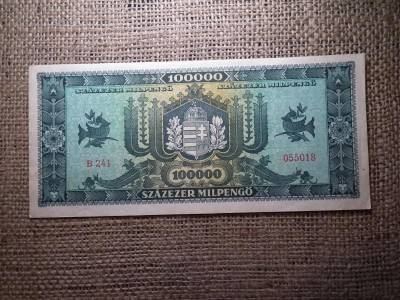 100000
SZÁZEZER MILPENGŐ SZÁZEZER MILPENGŐ
B 241 055018
100000
SZÁZEZER MILPENGŐ